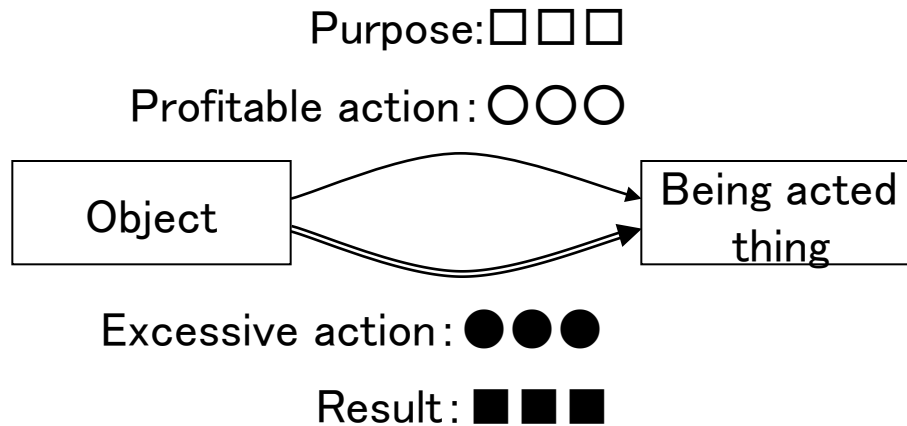 Purpose:□□□
Profitable action:○○○
Object
Being acted
thing
Excessive action:●●●
Result:■■■